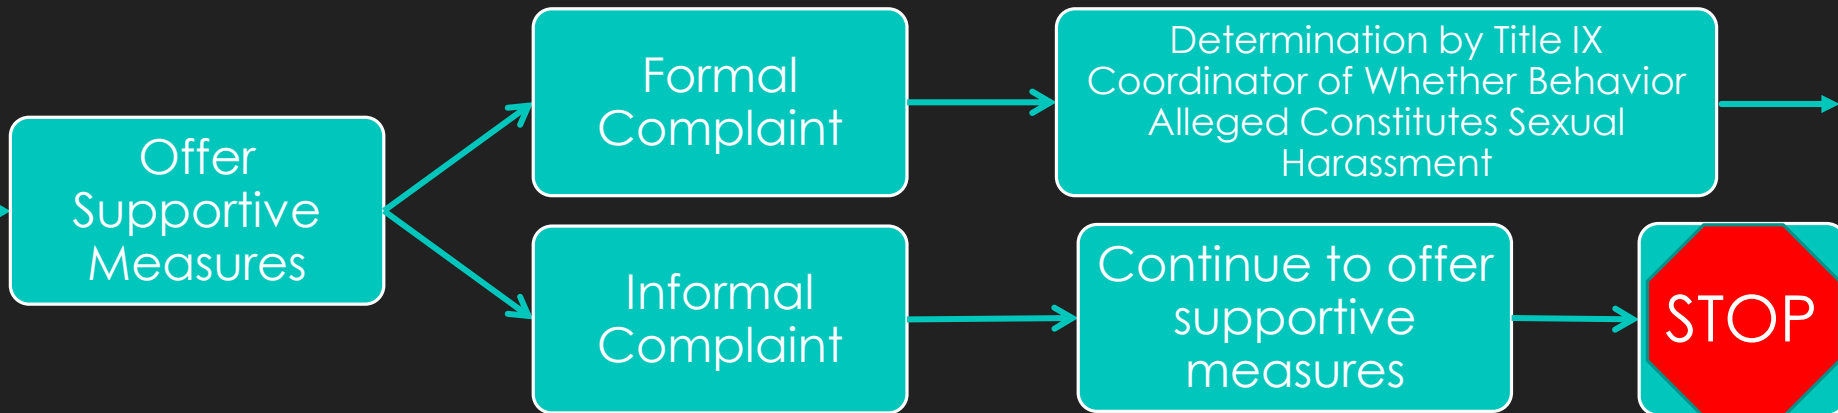 Offer
Supportive
Measures
Formal
Complaint
Determination by Title IX
Coordinator of Whether Behavior
Alleged Constitutes Sexual
Harassment
Informal
Complaint
Continue to offer
supportive
measures
STOP